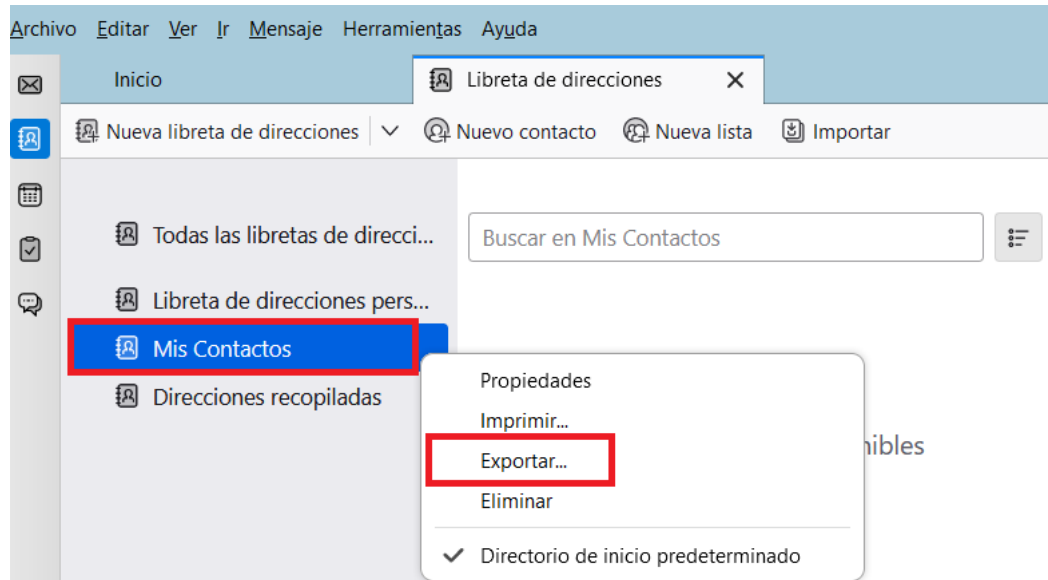 Archivo Editar Ver Ir Mensaje Herramientas Ayuda
Inicio
Libreta de direcciones
Nueva libreta de direcciones
Nuevo contacto
Nueva lista
Importar
Todas las libretas de direcci...
Buscar en Mis Contactos
Libreta de direcciones pers...
Mis Contactos
Direcciones recopiladas
Propiedades
Imprimir...
Exportar...
nibles
Eliminar
Directorio de inicio predeterminado